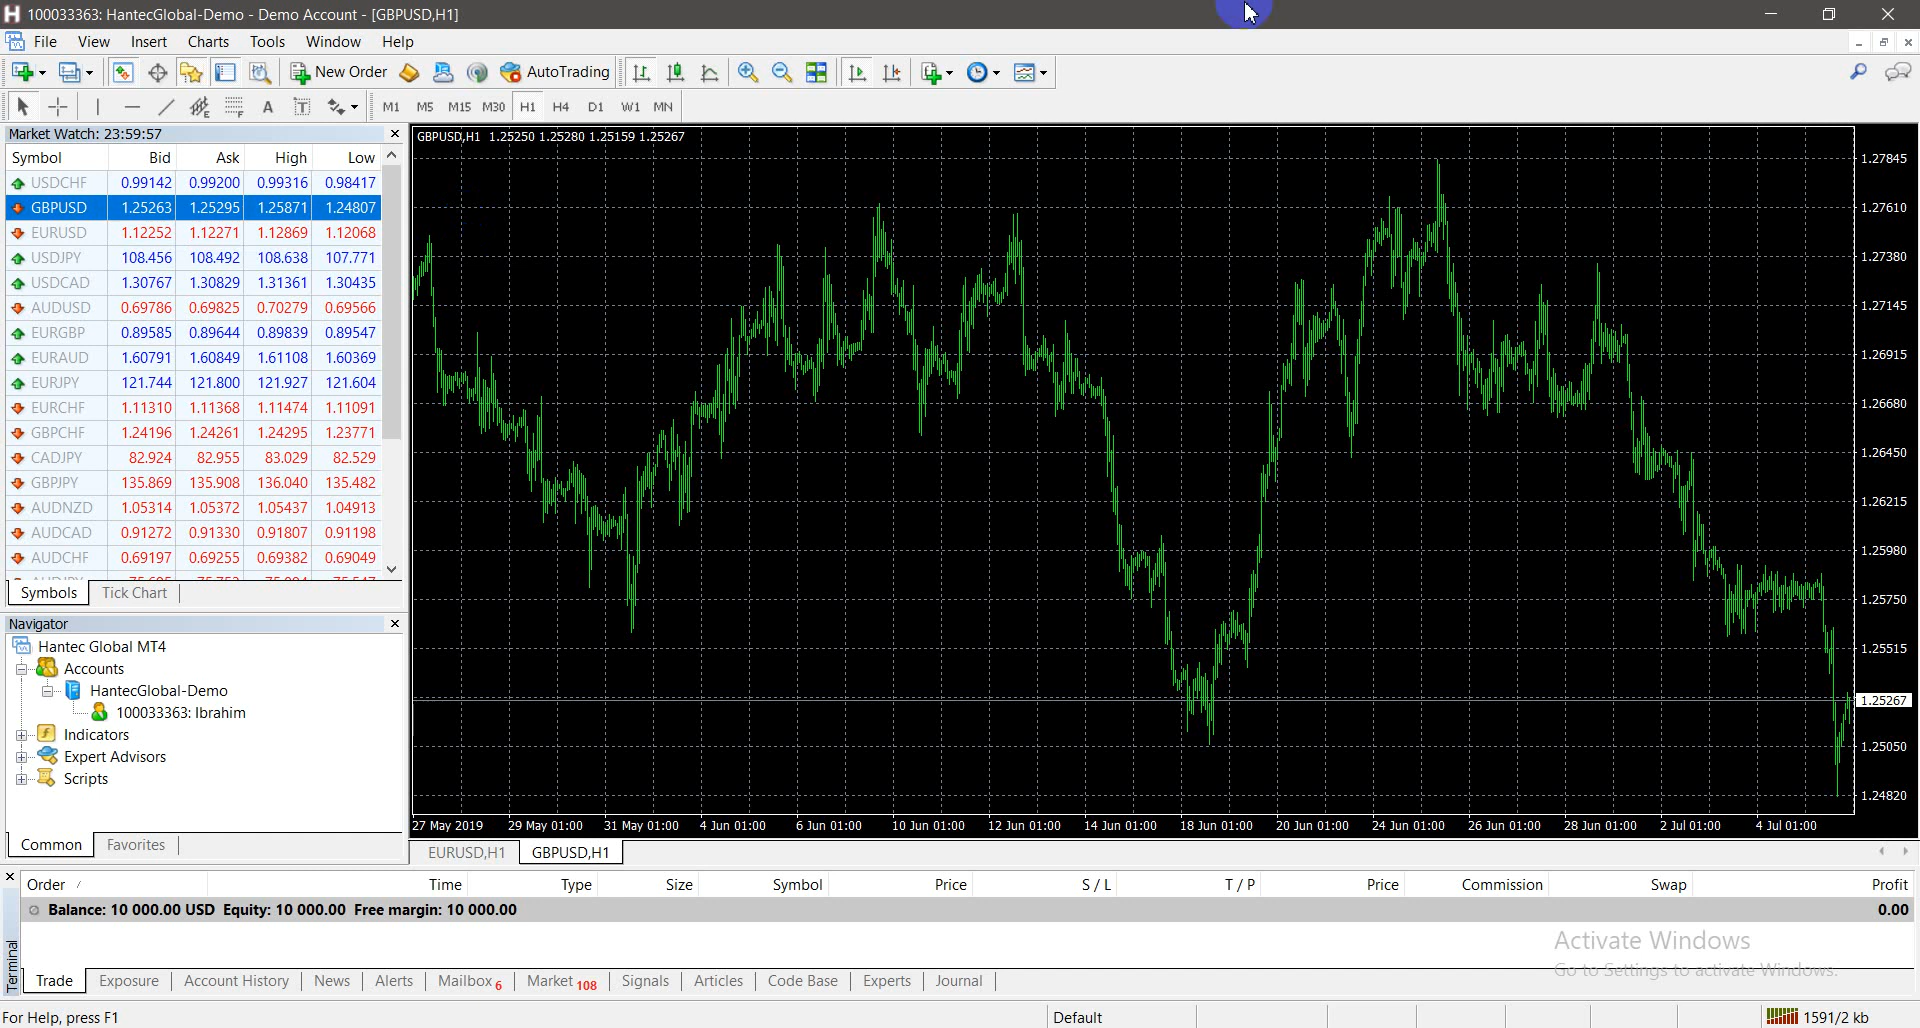 100033363: HantecGlobal-Demo - Demo Account - [GBPUSD,H1]
File View Insert Charts Tools Window Help
New Order AutoTrading
A T M1 M5 M15 M30 H1 H4 D1 W1 MN
Market Watch: 23:59:57
Symbol Bid Ask High Low
USDCHF 0.99142 0.99200 0.99316 0.98417
GBPUSD 1.25263 1.25295 1.25871 1.24807
EURUSD 1.12252 1.12271 1.12869 1.12068
USDJPY 108.456 108.492 108.638 107.771
USDCAD 1.30767 1.30829 1.31361 1.30435
AUDUSD 0.69786 0.69825 0.70279 0.69566
EURGBP 0.89585 0.89644 0.89839 0.89547
EURAUD 1.60791 1.60849 1.61108 1.60369
EURJPY 121.744 121.800 121.927 121.604
EURCHF 1.11310 1.11368 1.11474 1.11091
GBPCHF 1.24196 1.24261 1.24295 1.23771
CADJPY 82.924 82.955 83.029 82.529
GBPJPY 135.869 135.908 136.040 135.482
AUDNZD 1.05314 1.05372 1.05437 1.04913
AUDCAD 0.91272 0.91330 0.91807 0.91198
AUDCHF 0.69197 0.69255 0.69382 0.69049
Symbols Tick Chart
Navigator
Hantec Global MT4
Accounts
HantecGlobal-Demo
100033363: Ibrahim
Indicators
Expert Advisors
Scripts
Common Favorites
GBPUSD,H1 1.25250 1.25280 1.25159 1.25267
1.27845
1.27610
1.27380
1.27145
1.26915
1.26680
1.26450
1.26215
1.25980
1.25750
1.25515
1.25267
1.25050
1.24820
27 May 2019 29 May 01:00 31 May 01:00 4 Jun 01:00 6 Jun 01:00 10 Jun 01:00 12 Jun 01:00 14 Jun 01:00 18 Jun 01:00 20 Jun 01:00 24 Jun 01:00 26 Jun 01:00 28 Jun 01:00 2 Jul 01:00 4 Jul 01:00
EURUSD,H1 GBPUSD,H1
Order Time Type Size Symbol Price S / L T / P Price Commission Swap Profit
Balance: 10 000.00 USD Equity: 10 000.00 Free margin: 10 000.00 0.00
Activate Windows
Go to Settings to activate Windows.
Terminal
Trade Exposure Account History News Alerts Mailbox 6 Market 108 Signals Articles Code Base Experts Journal
For Help, press F1 Default 1591/2 kb